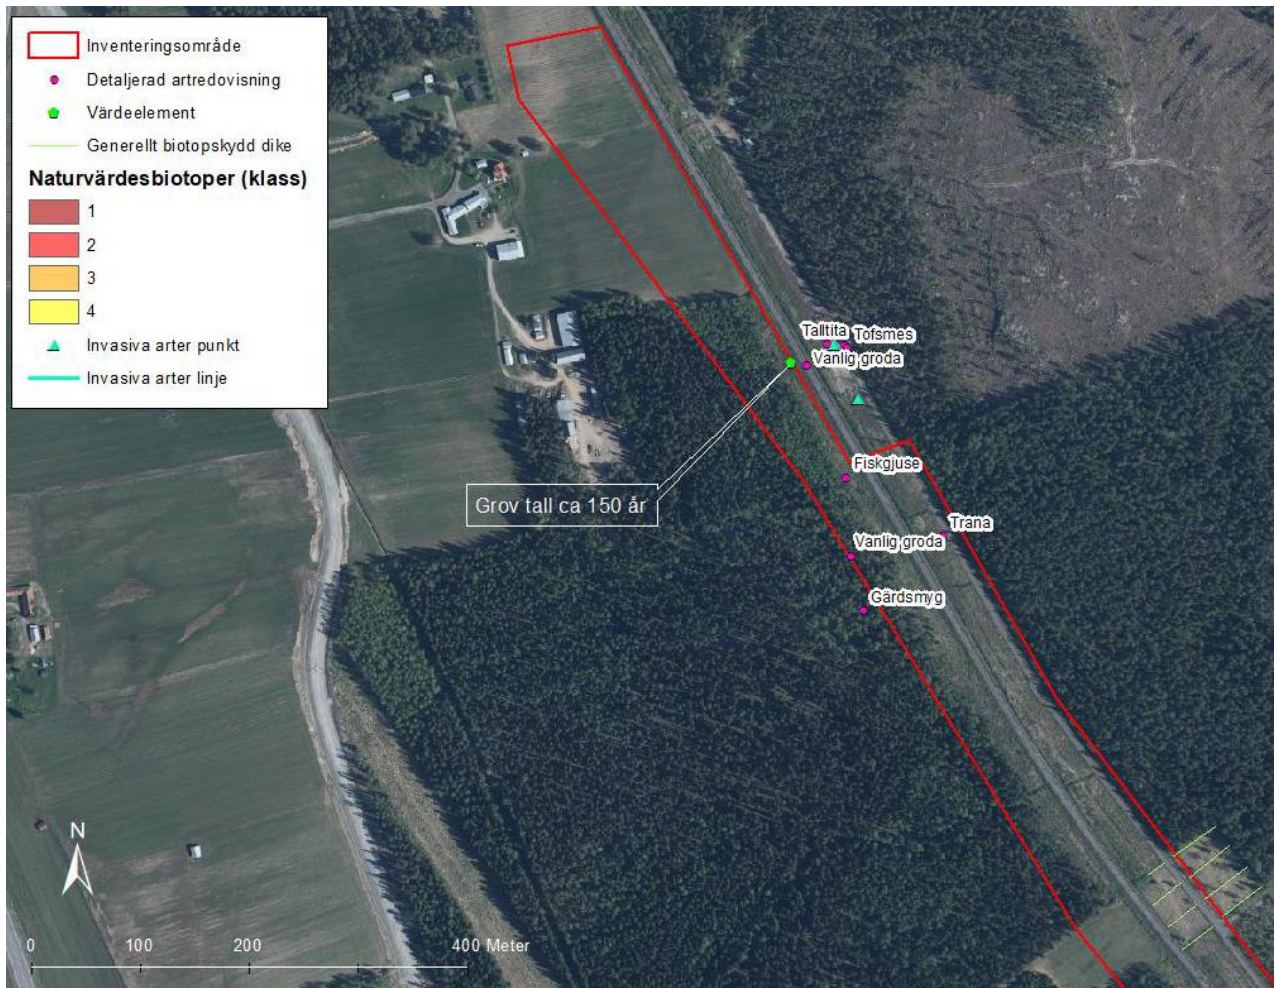 Inventeringsområde
Detaljerad artredovisning
Värdeelement
Generellt biotopskydd dike
Naturvärdesbiotoper (klass)
1
2
3
4
Invasiva arter punkt
Invasiva arter linje
Talltita
Tofsmes
Vanlig groda
Fiskgjuse
Grov tall ca 150 år
Trana
Vanlig groda
Gärdsmyg
N
0 100 200 400 Meter